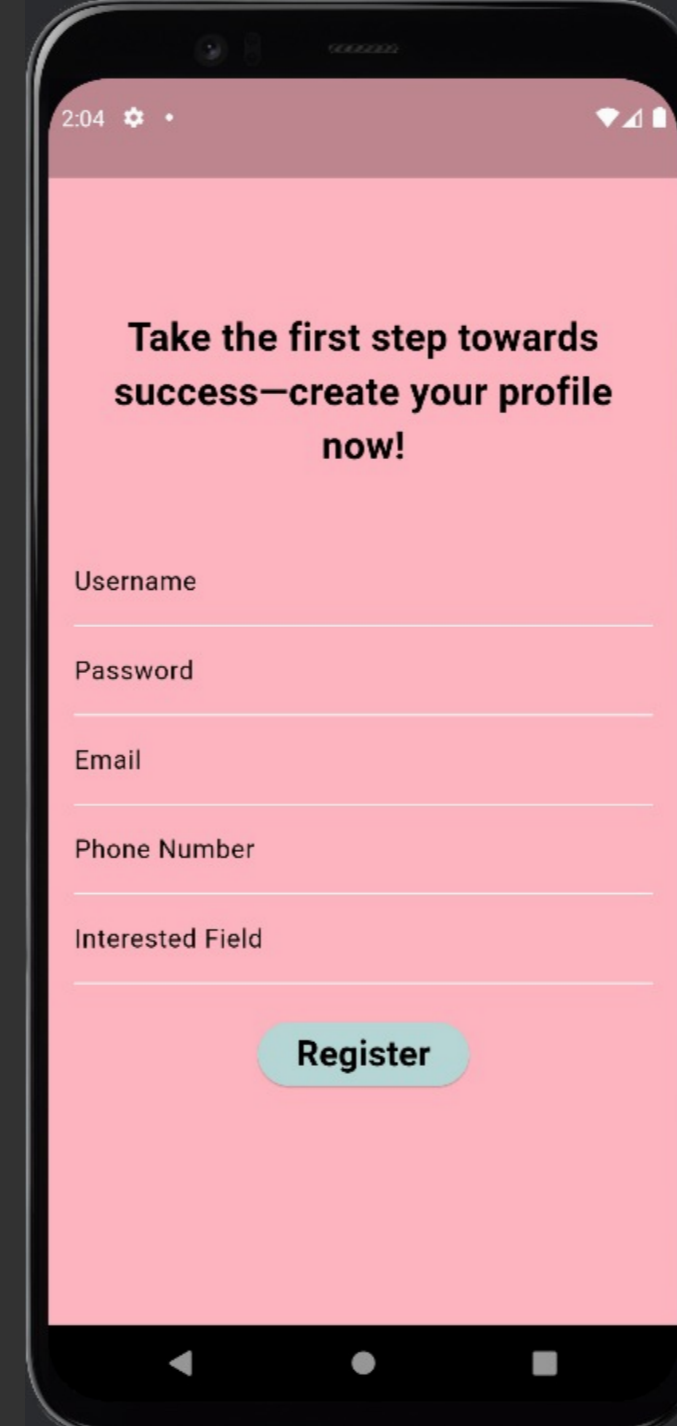 2:04
Take the first step towards
success—create your profile
now!
Username
Password
Email
Phone Number
Interested Field
Register